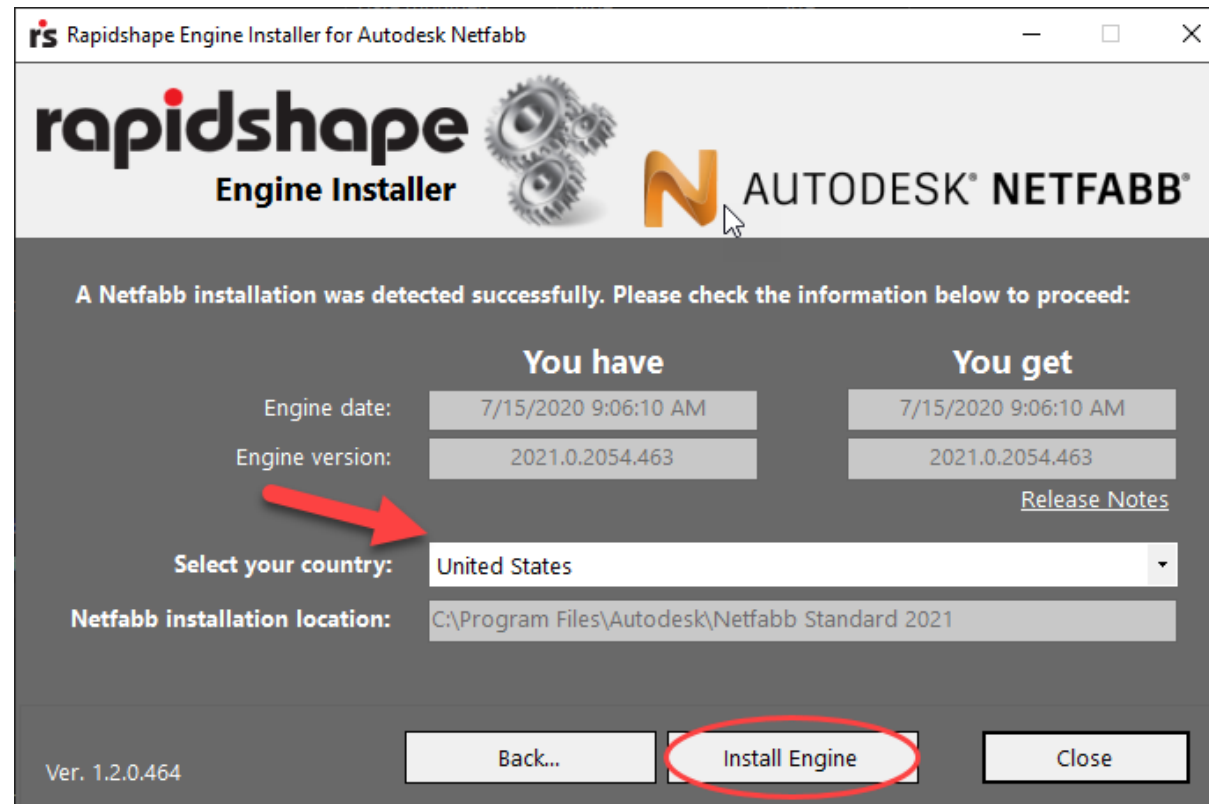 rs Rapidshape Engine Installer for Autodesk Netfabb
rapidshape
Engine Installer
AUTODESK® NETFABB®
A Netfabb installation was detected successfully. Please check the information below to proceed:
You have You get
Engine date: 7/15/2020 9:06:10 AM 7/15/2020 9:06:10 AM
Engine version: 2021.0.2054.463 2021.0.2054.463
Release Notes
Select your country: United States
Netfabb installation location: C:\Program Files\Autodesk\Netfabb Standard 2021
Ver. 1.2.0.464 Back... Install Engine Close